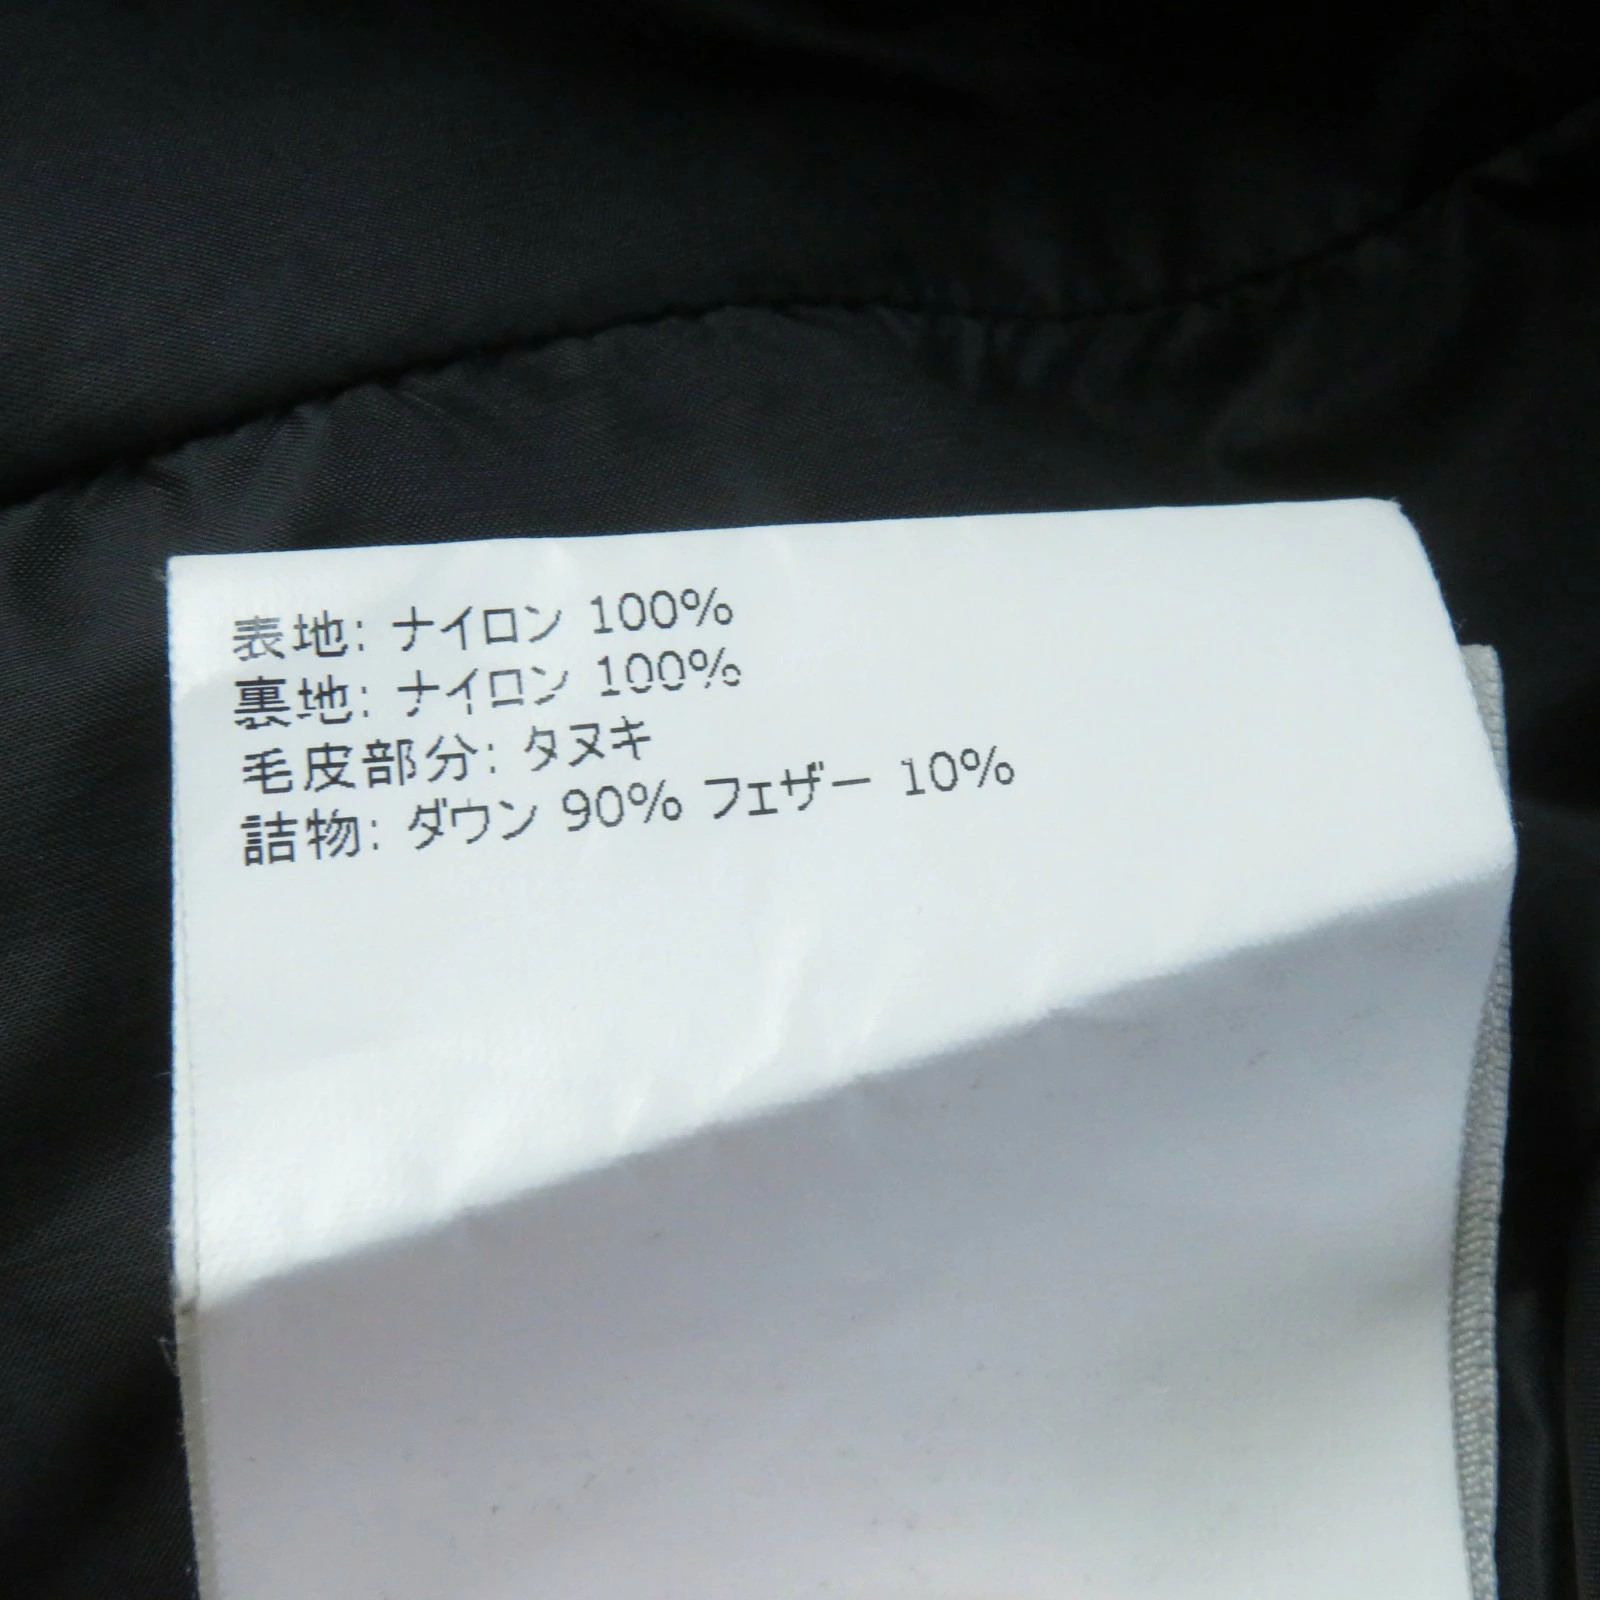 表地: ナイロン 100%
裏地: ナイロン 100%
毛皮部分: タヌキ
詰物: ダウン 90% フェザー 10%